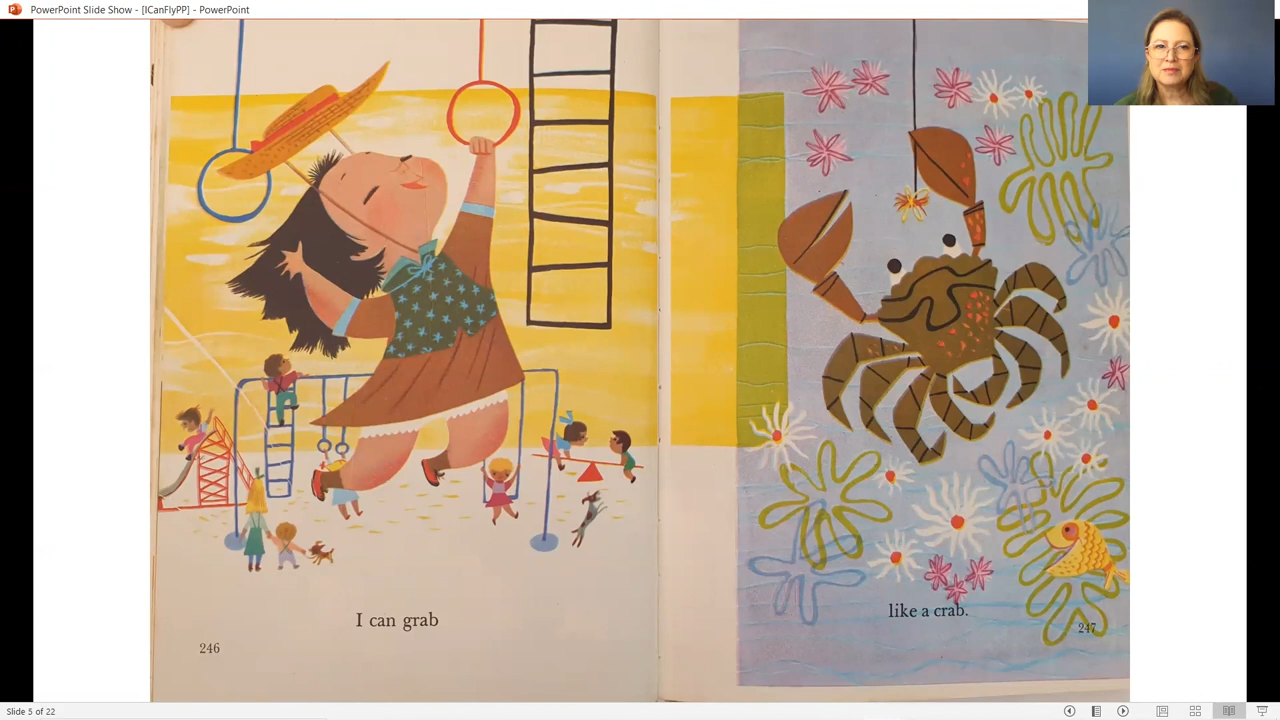 PowerPoint Slide Show - [ICanFlyPP] - PowerPoint
I can grab
246
like a crab.
247
Slide 5 of 22